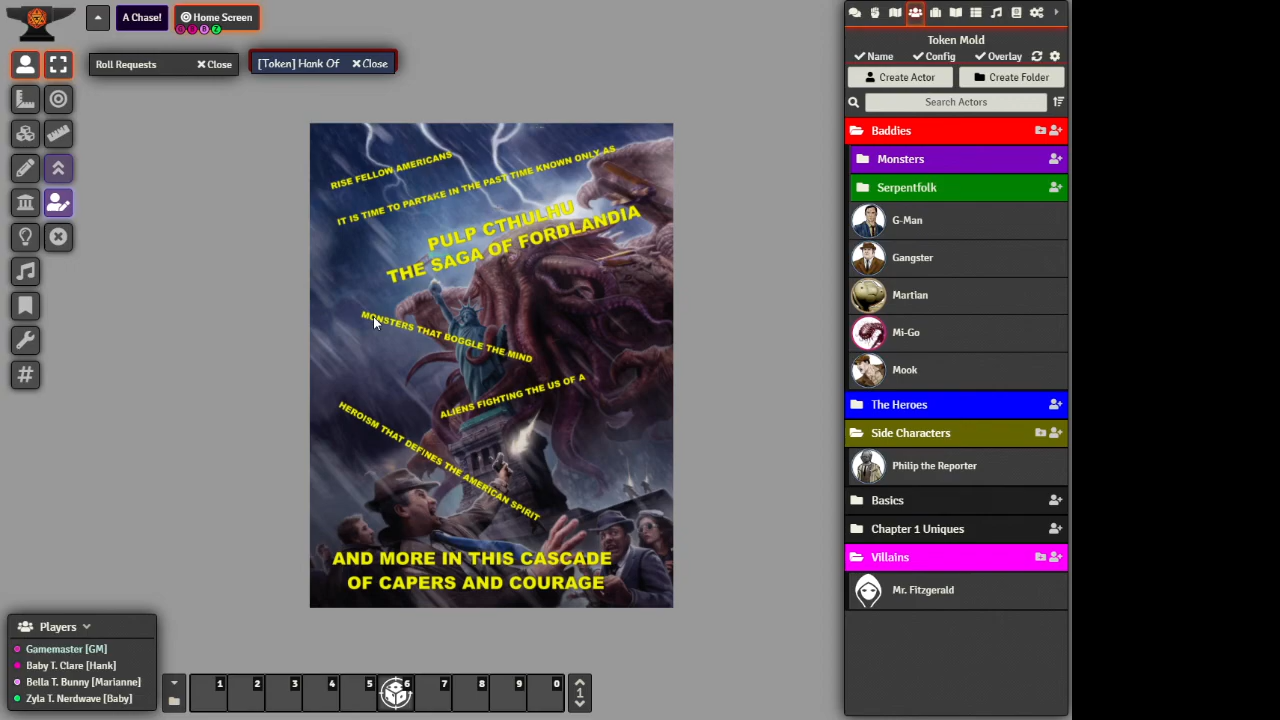 A Chase!
Home Screen
G
B
B
Z
Roll Requests
Close
[Token] Hank Of
Close
Token Mold
Name
Config
Overlay
Create Actor
Create Folder
Search Actors
Baddies
Monsters
Serpentfolk
G-Man
Gangster
Martian
Mi-Go
Mook
The Heroes
Side Characters
Philip the Reporter
Basics
Chapter 1 Uniques
Villains
Mr. Fitzgerald
RISE FELLOW AMERICANS
IT IS TIME TO PARTAKE IN THE PAST TIME KNOWN ONLY AS
PULP CTHULHU
THE SAGA OF FORDLANDIA
MONSTERS THAT BOGGLE THE MIND
ALIENS FIGHTING THE US OF A
HEROISM THAT DEFINES THE AMERICAN SPIRIT
AND MORE IN THIS CASCADE
OF CAPERS AND COURAGE
Players
Gamemaster [GM]
Baby T. Clare [Hank]
Bella T. Bunny [Marianne]
Zyla T. Nerdwave [Baby]
1 2 3 4 5 6 7 8 9 0
1